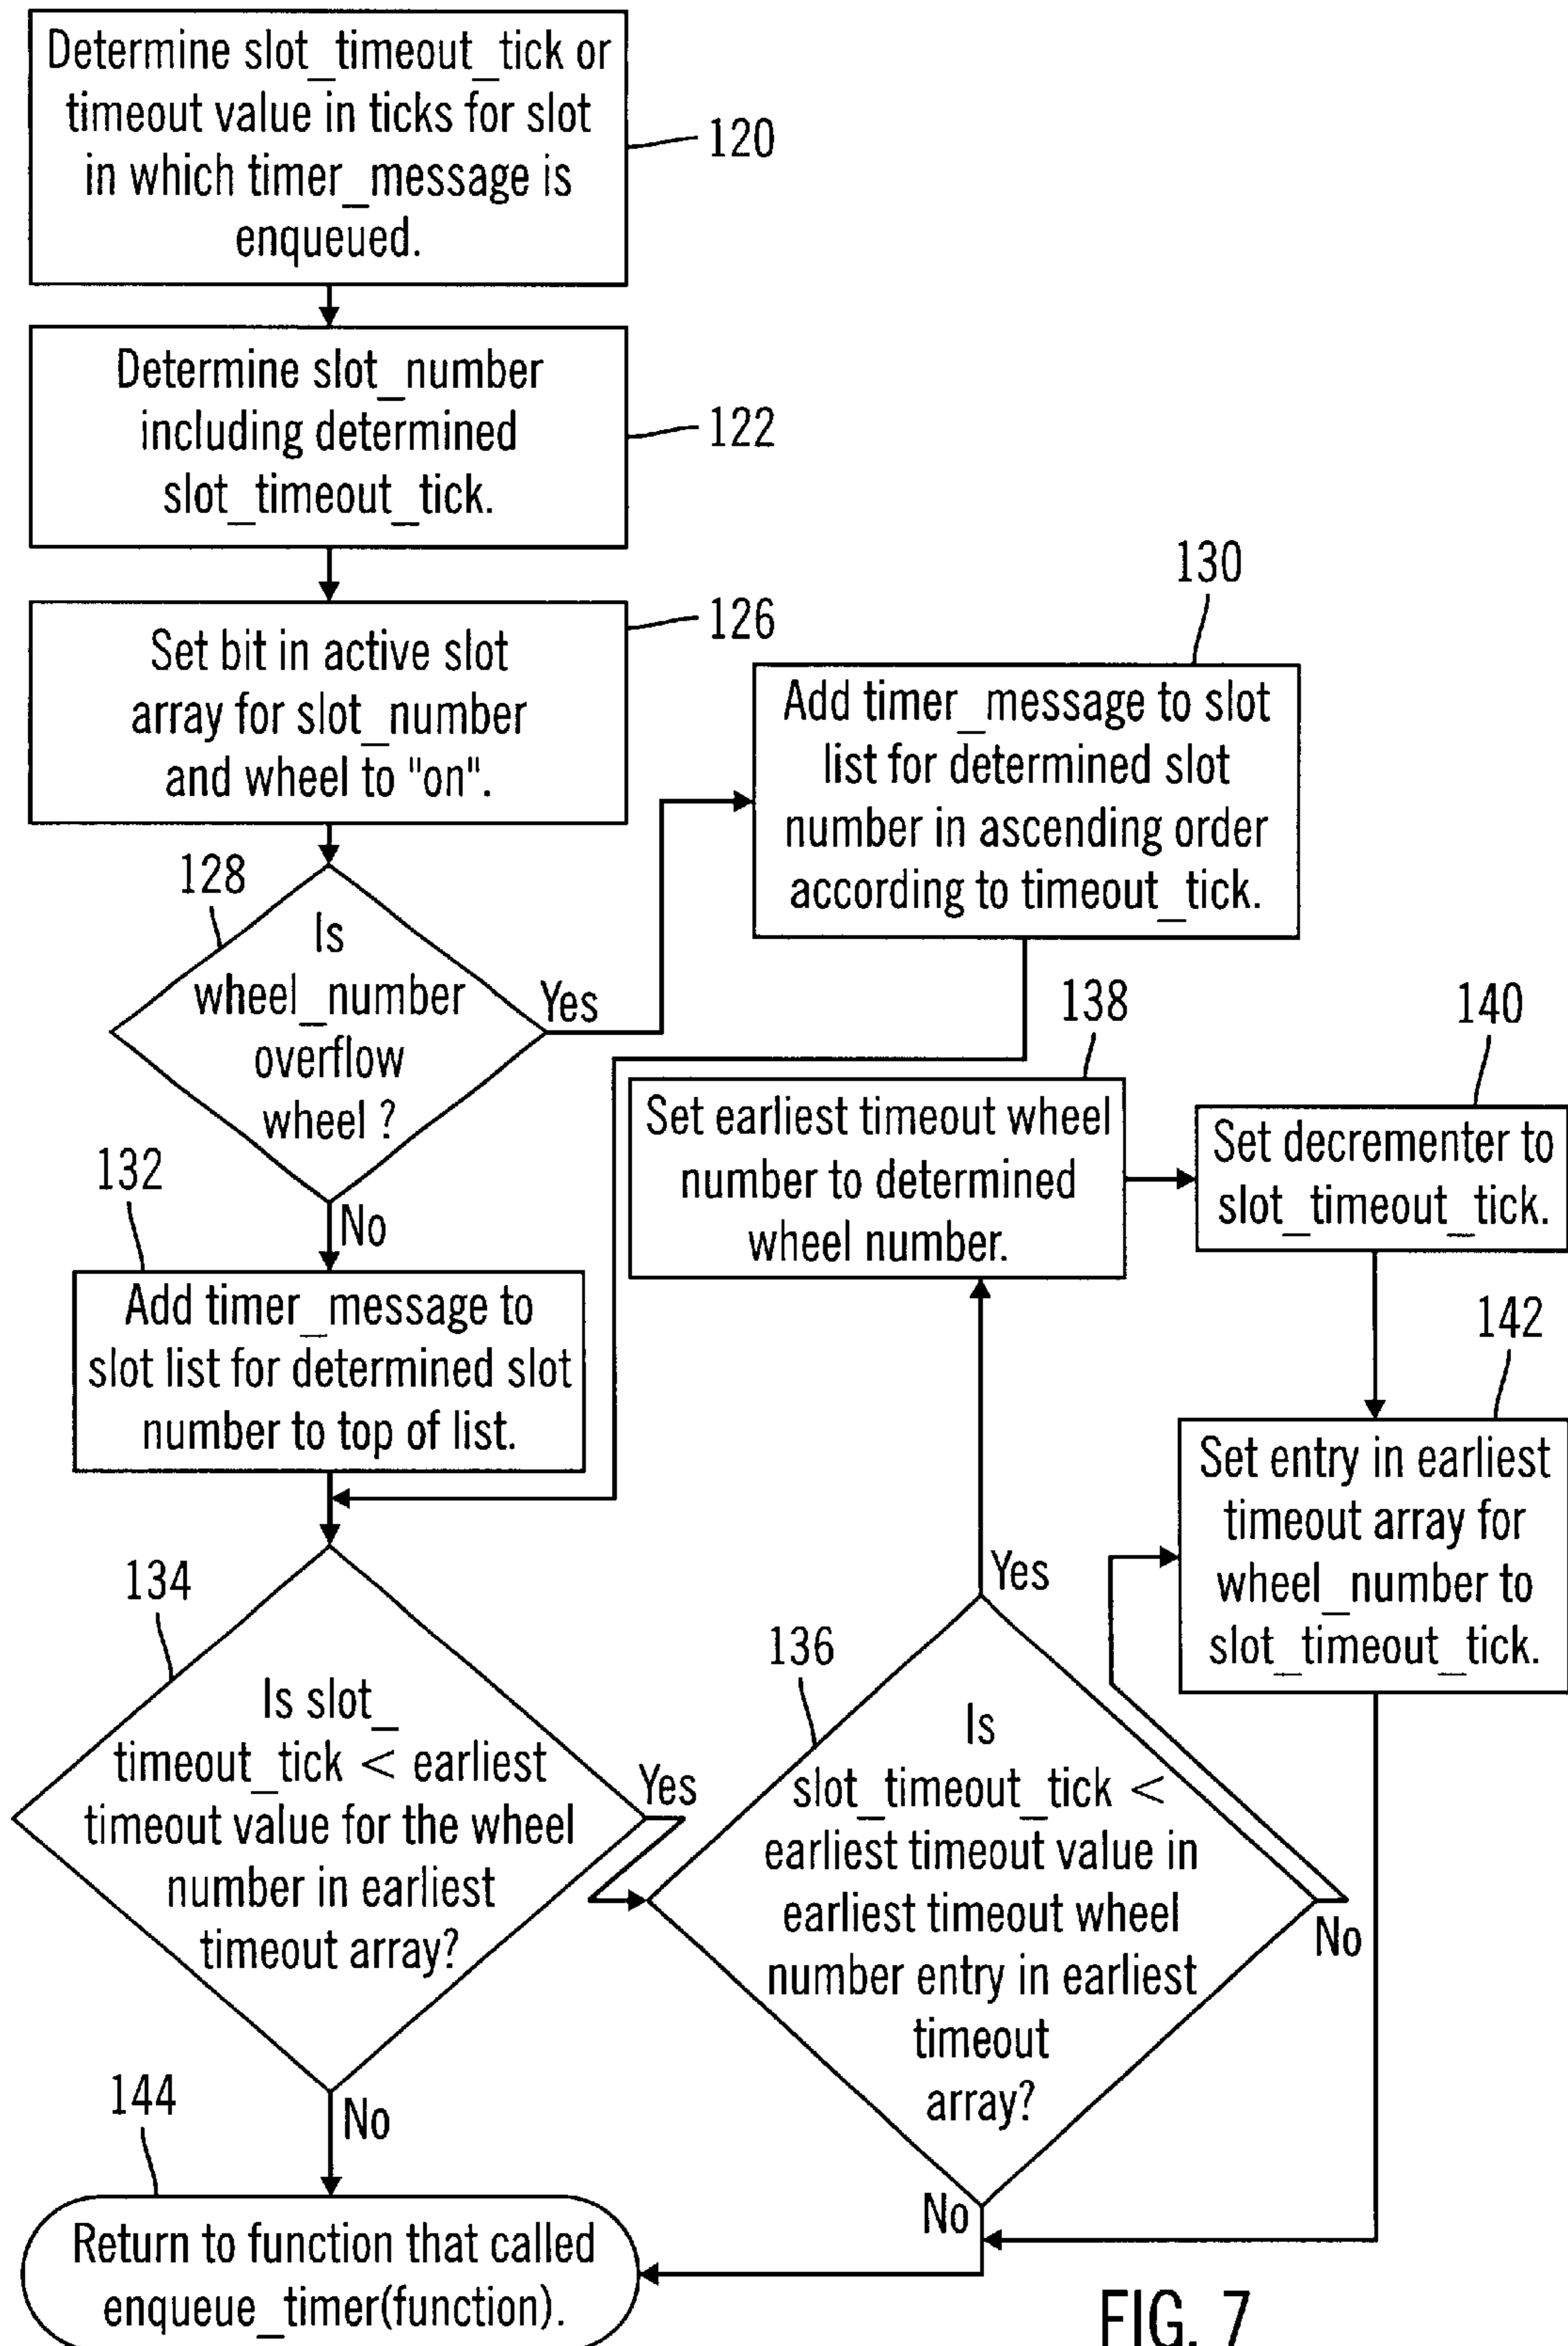 Determine slot_timeout_tick or
timeout value in ticks for slot
in which timer_message is
enqueued.
120
Determine slot_number
including determined
slot_timeout_tick.
122
Set bit in active slot
array for slot_number
and wheel to "on".
126
130
Add timer_message to slot
list for determined slot
number in ascending order
according to timeout_tick.
128
Is
wheel_number
overflow
wheel ?
Yes
No
132
Add timer_message to
slot list for determined slot
number to top of list.
138
Set earliest timeout wheel
number to determined
wheel number.
140
Set decrementer to
slot_timeout_tick.
142
Set entry in earliest
timeout array for
wheel_number to
slot_timeout_tick.
134
Is slot_
timeout_tick < earliest
timeout value for the wheel
number in earliest
timeout array?
Yes
No
136
Is
slot_timeout_tick <
earliest timeout value in
earliest timeout wheel
number entry in earliest
timeout
array?
Yes
No
No
144
Return to function that called
enqueue_timer(function).
FIG. 7